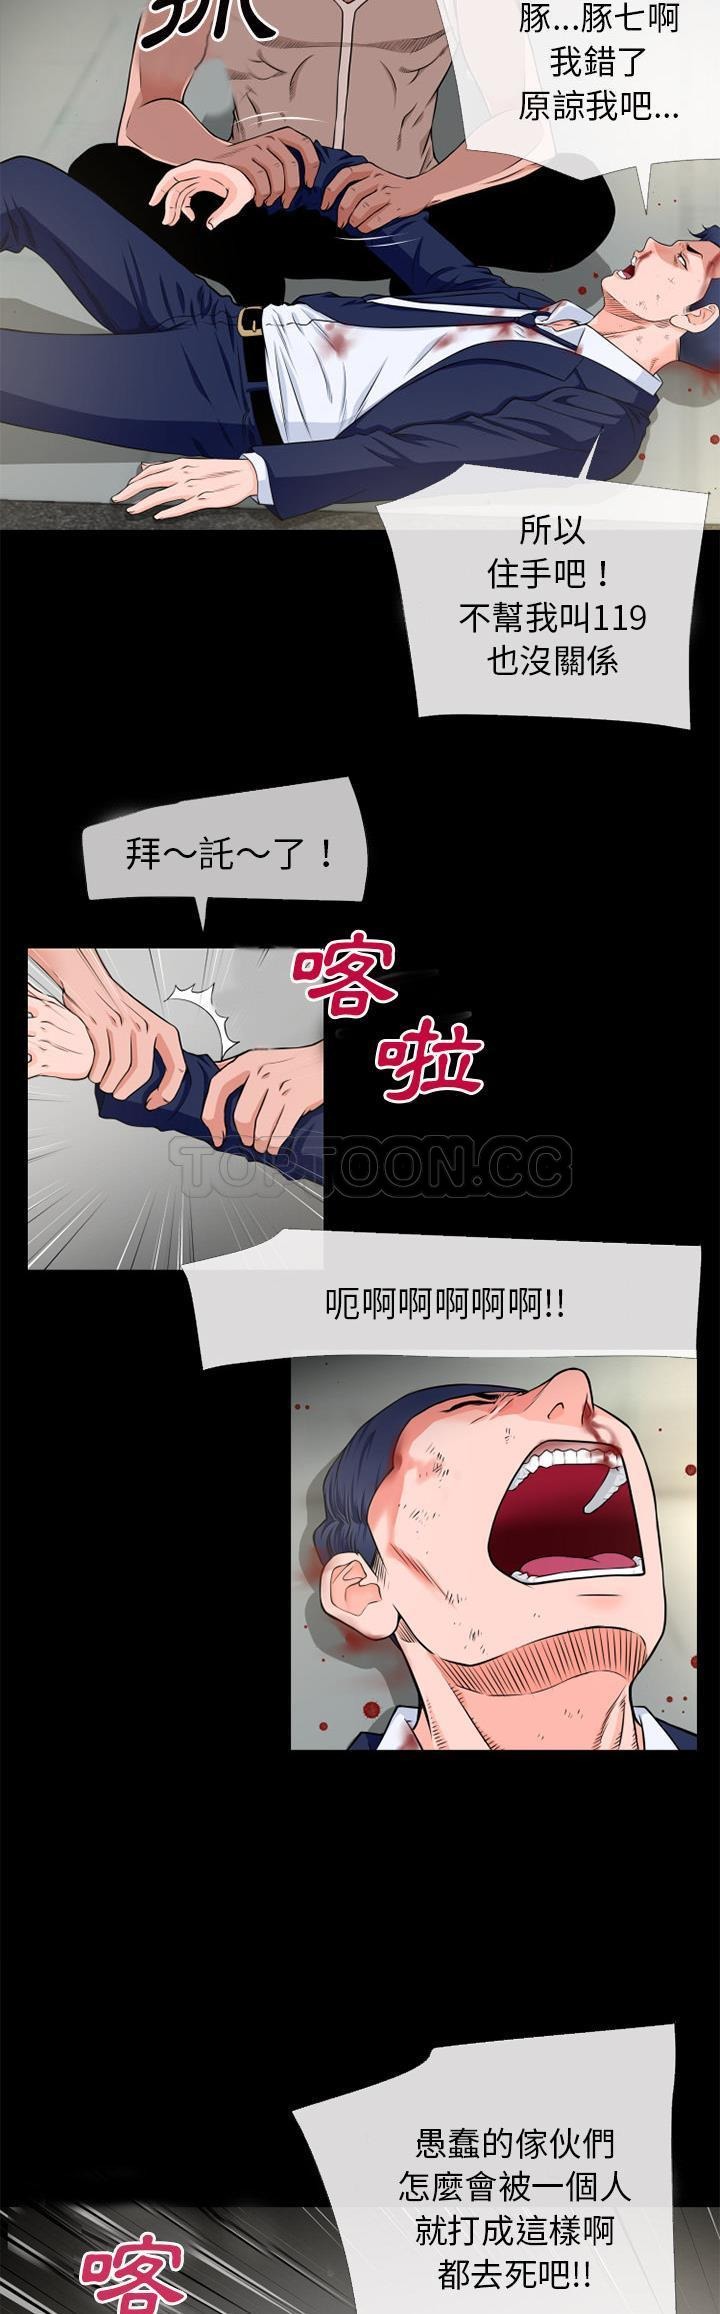 抓
豚...豚七啊
我錯了
原諒我吧...
所以
住手吧！
不幫我叫119
也沒關係
拜～託～了！
喀
啦
TOPTOON.CC
呃啊啊啊啊啊!!
愚蠢的傢伙們
怎麼會被一個人
就打成這樣啊
都去死吧!!
喀